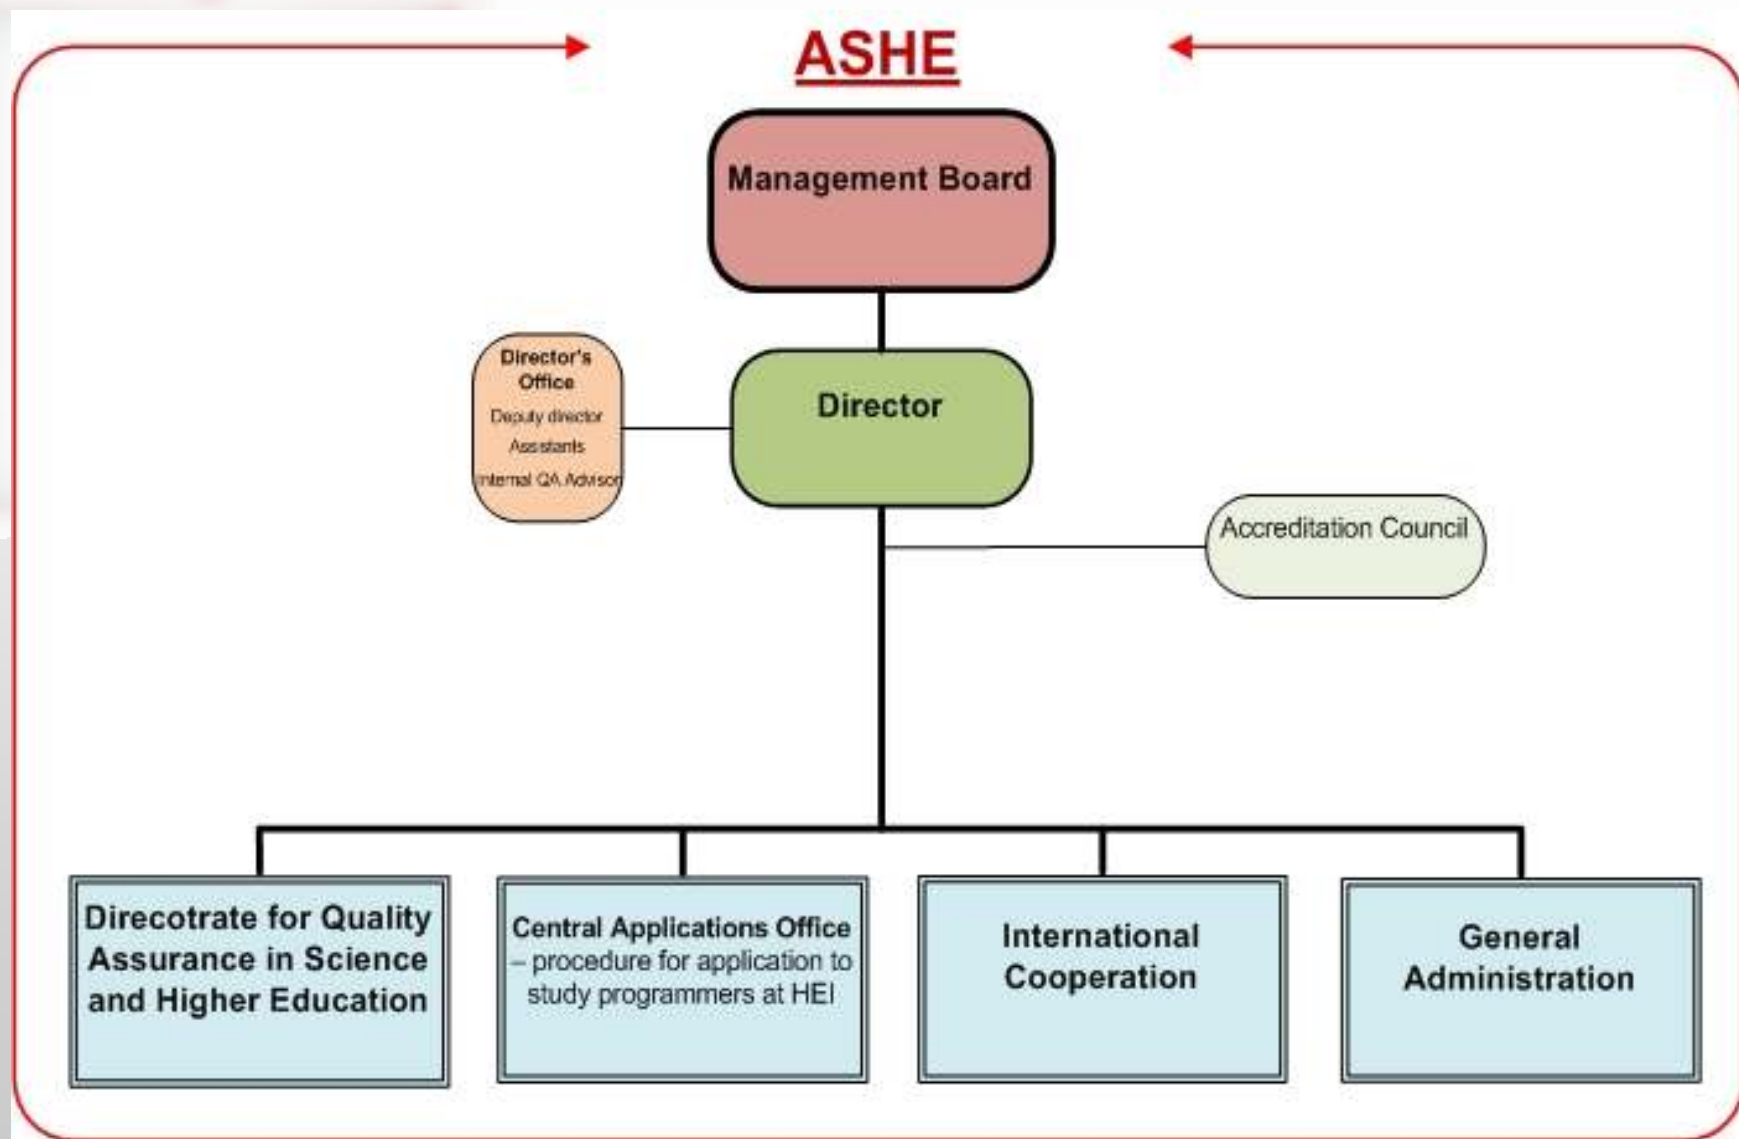 ASHE
Management Board
Director's
Office
Deputy director
Assistants
Internal QA Advisor
Director
Accreditation Council
Direcotrate for Quality
Assurance in Science
and Higher Education
Central Applications Office
– procedure for application to
study programmers at HEI
International
Cooperation
General
Administration